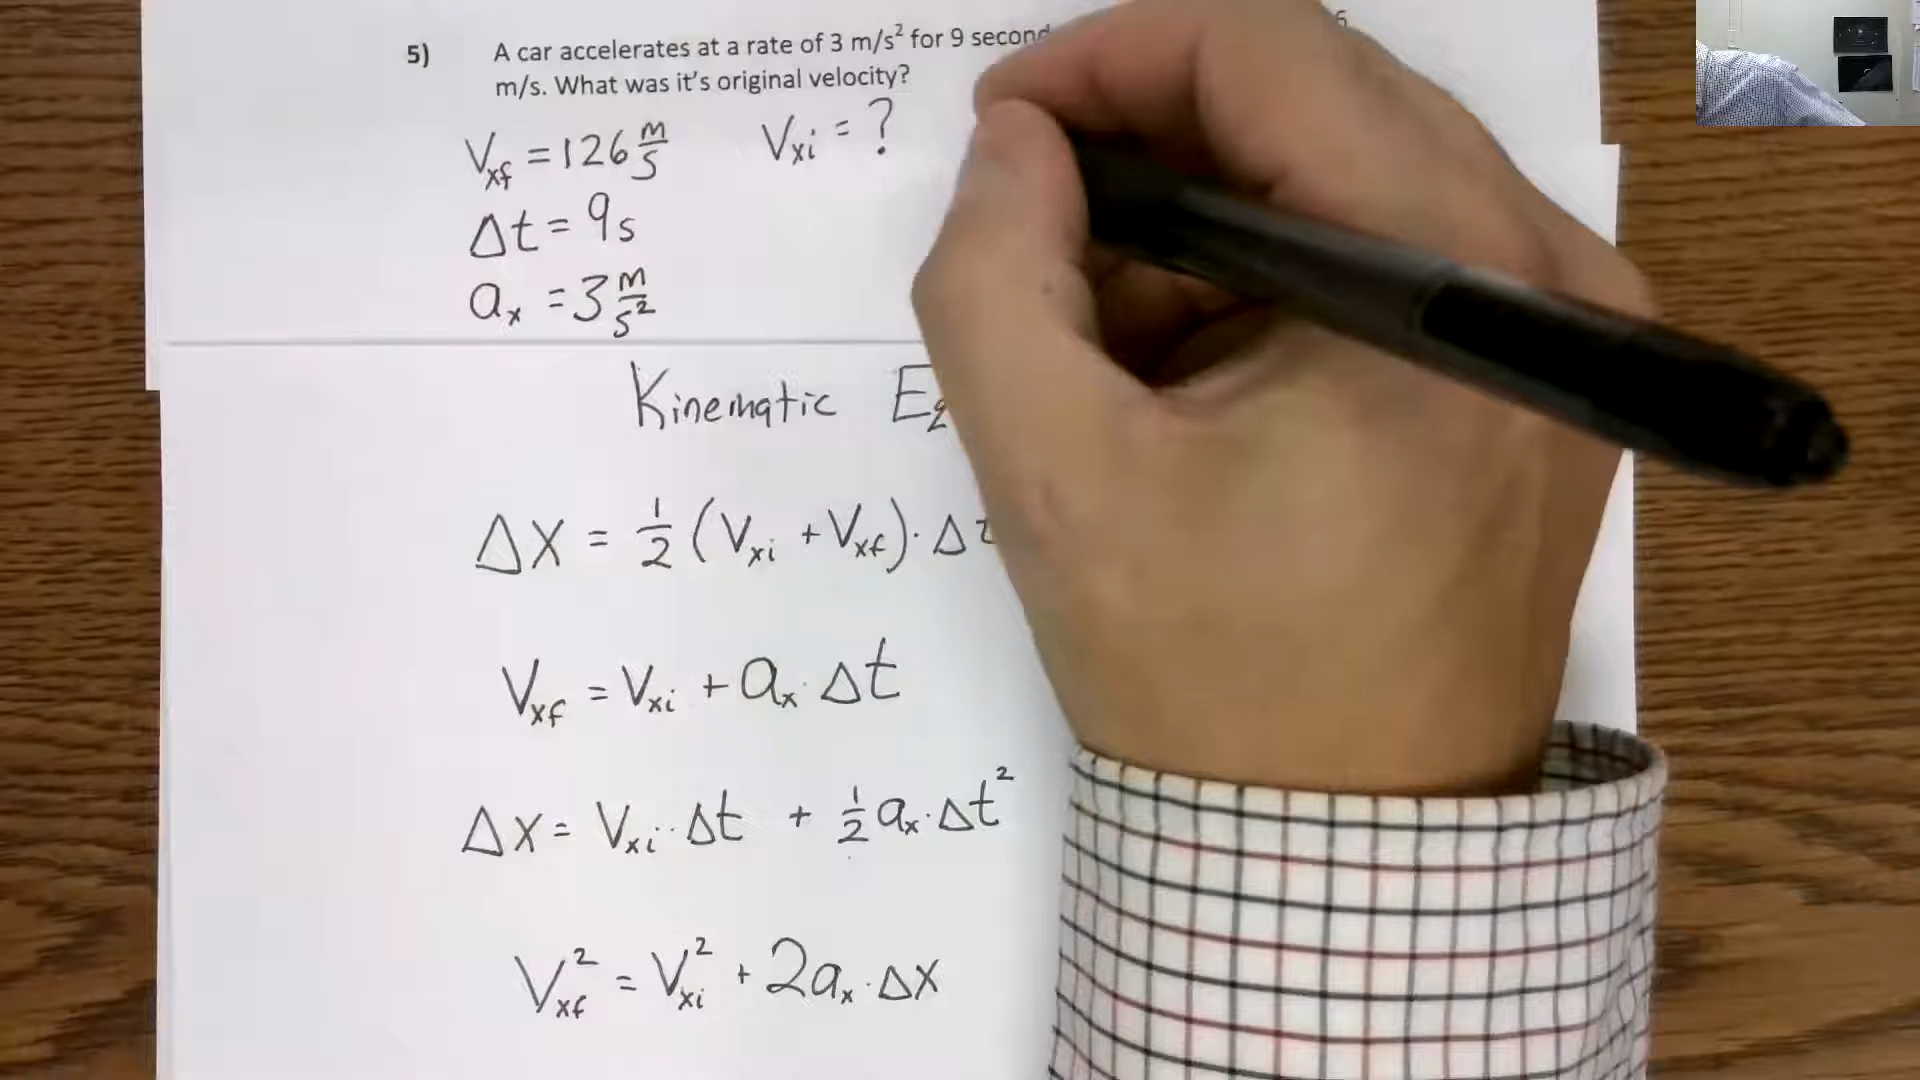 5) A car accelerates at a rate of 3 m/s² for 9 second
m/s. What was it's original velocity?
Vxf = 126 m/s Vxi = ?
Δt = 9s
ax = 3 m/s²
Kinematic
Δx = 1/2 (Vxi + Vxf) · Δt
Vxf = Vxi + ax · Δt
Δx = Vxi · Δt + 1/2 ax · Δt²
Vxf² = Vxi² + 2ax · Δx